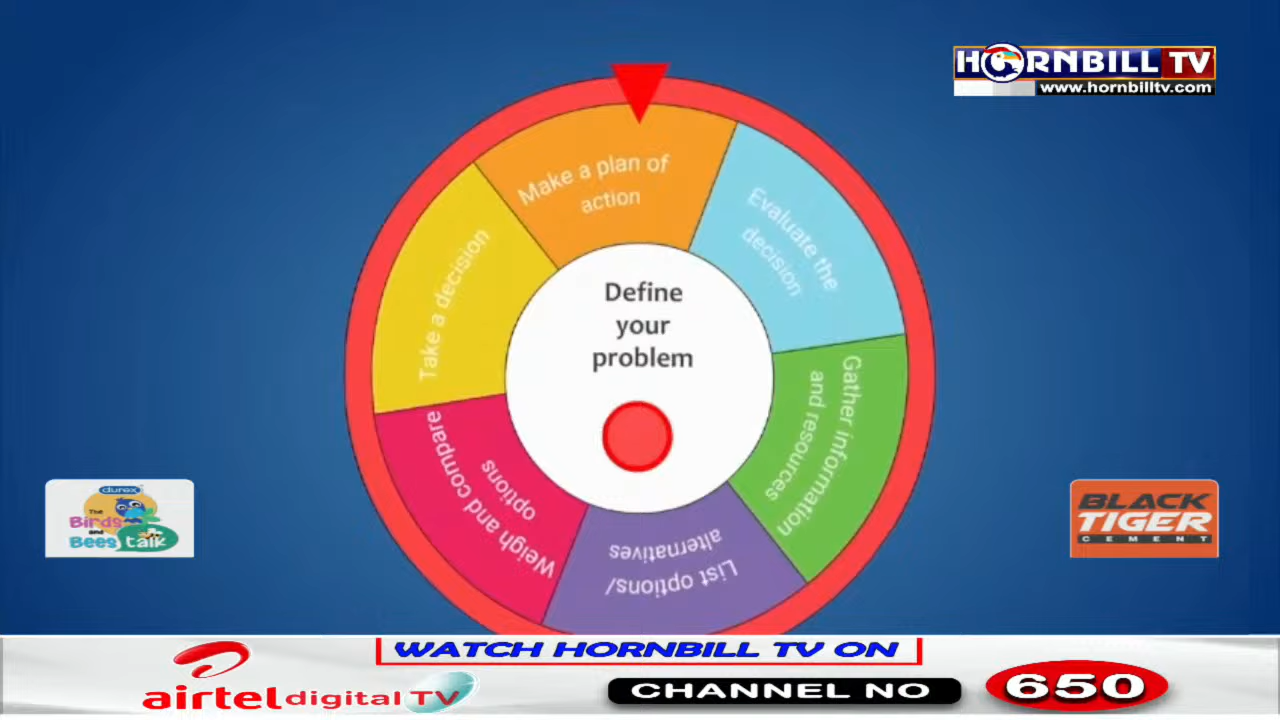 HORNBILL TV
www.hornbilltv.com
Make a plan of
action
Evaluate the
decision
Take a decision
Define
your
problem
Gather information
and resources
Weigh and compare
options
List options/
alternatives
durex
The
Birds
and
Bees talk
BLACK
TIGER
CEMENT
WATCH HORNBILL TV ON
airtel digital TV
CHANNEL NO 650